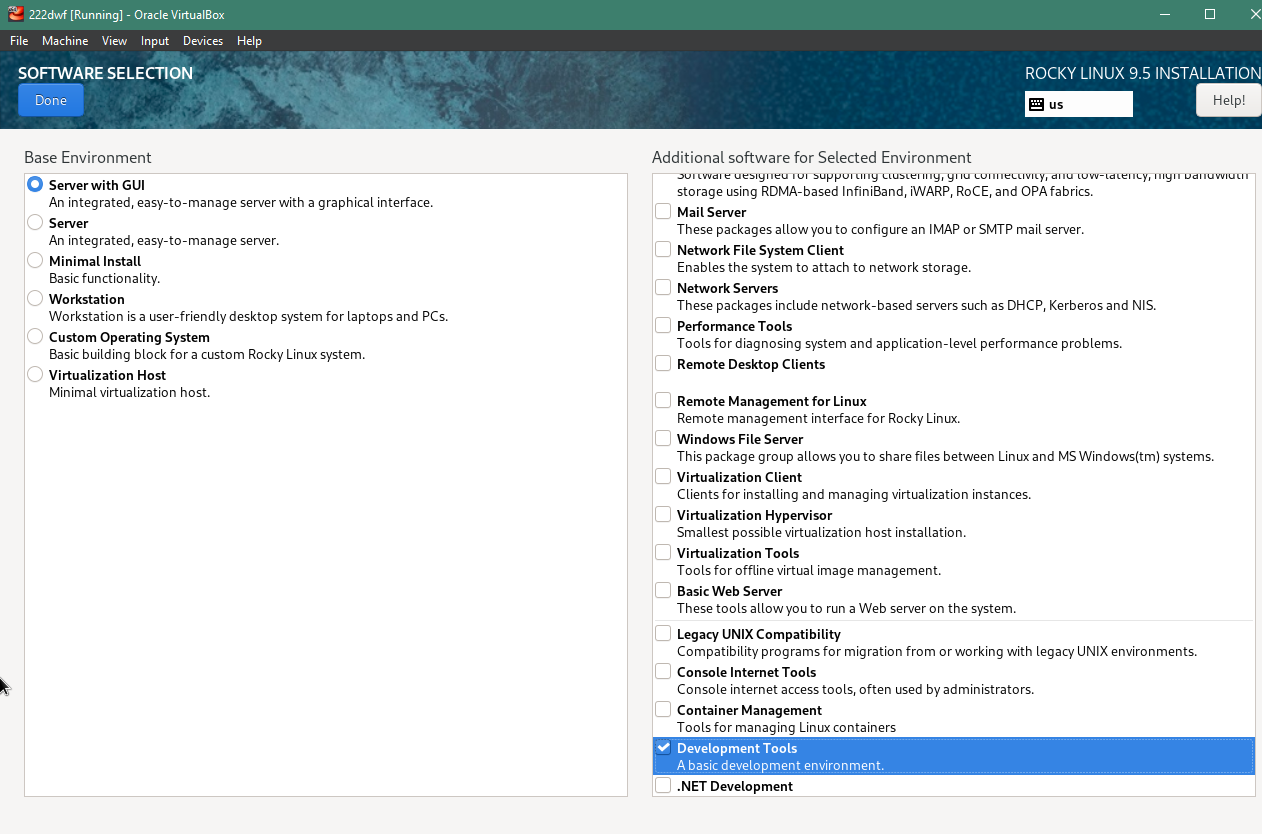 222dwf [Running] - Oracle VirtualBox
File Machine View Input Devices Help
SOFTWARE SELECTION
ROCKY LINUX 9.5 INSTALLATION
Done
us
Help!
Base Environment
Server with GUI
An integrated, easy-to-manage server with a graphical interface.
Server
An integrated, easy-to-manage server.
Minimal Install
Basic functionality.
Workstation
Workstation is a user-friendly desktop system for laptops and PCs.
Custom Operating System
Basic building block for a custom Rocky Linux system.
Virtualization Host
Minimal virtualization host.
Additional software for Selected Environment
Software designed for supporting clustering, grid connectivity, and low-latency, high bandwidth
storage using RDMA-based InfiniBand, iWARP, RoCE, and OPA fabrics.
Mail Server
These packages allow you to configure an IMAP or SMTP mail server.
Network File System Client
Enables the system to attach to network storage.
Network Servers
These packages include network-based servers such as DHCP, Kerberos and NIS.
Performance Tools
Tools for diagnosing system and application-level performance problems.
Remote Desktop Clients
Remote Management for Linux
Remote management interface for Rocky Linux.
Windows File Server
This package group allows you to share files between Linux and MS Windows(tm) systems.
Virtualization Client
Clients for installing and managing virtualization instances.
Virtualization Hypervisor
Smallest possible virtualization host installation.
Virtualization Tools
Tools for offline virtual image management.
Basic Web Server
These tools allow you to run a Web server on the system.
Legacy UNIX Compatibility
Compatibility programs for migration from or working with legacy UNIX environments.
Console Internet Tools
Console internet access tools, often used by administrators.
Container Management
Tools for managing Linux containers
Development Tools
A basic development environment.
.NET Development